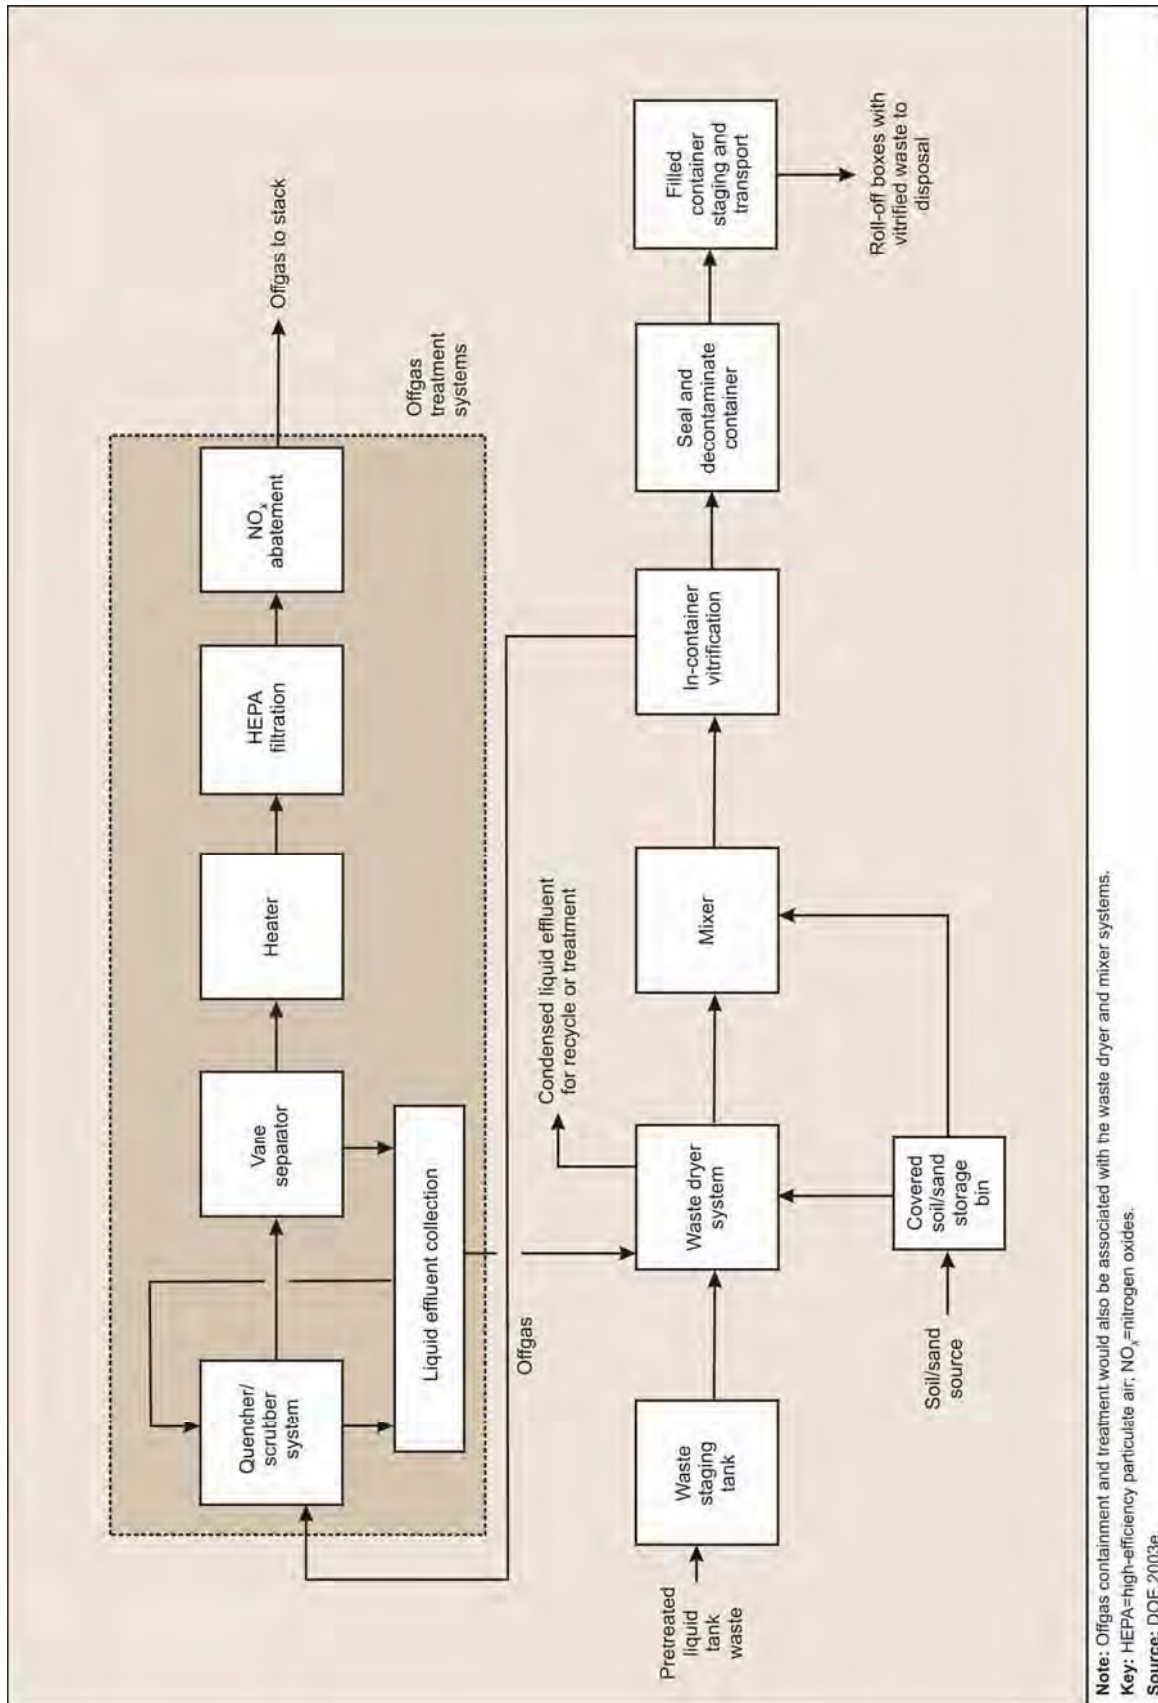 Offgas to stack
Offgas
treatment
systems
NOx
abatement
HEPA
filtration
Heater
Vane
separator
Quencher/
scrubber
system
Liquid effluent collection
Offgas
Condensed liquid effluent
for recycle or treatment
Pretreated
liquid
tank
waste
Waste
staging
tank
Waste dryer
system
Mixer
In-container
vitrification
Seal and
decontaminate
container
Filled
container
staging and
transport
Roll-off boxes with
vitrified waste to
disposal
Soil/sand
source
Covered
soil/sand
storage
bin
Note: Offgas containment and treatment would also be associated with the waste dryer and mixer systems.
Key: HEPA=high-efficiency particulate air; NOx=nitrogen oxides.
Source: DOE 2003e.